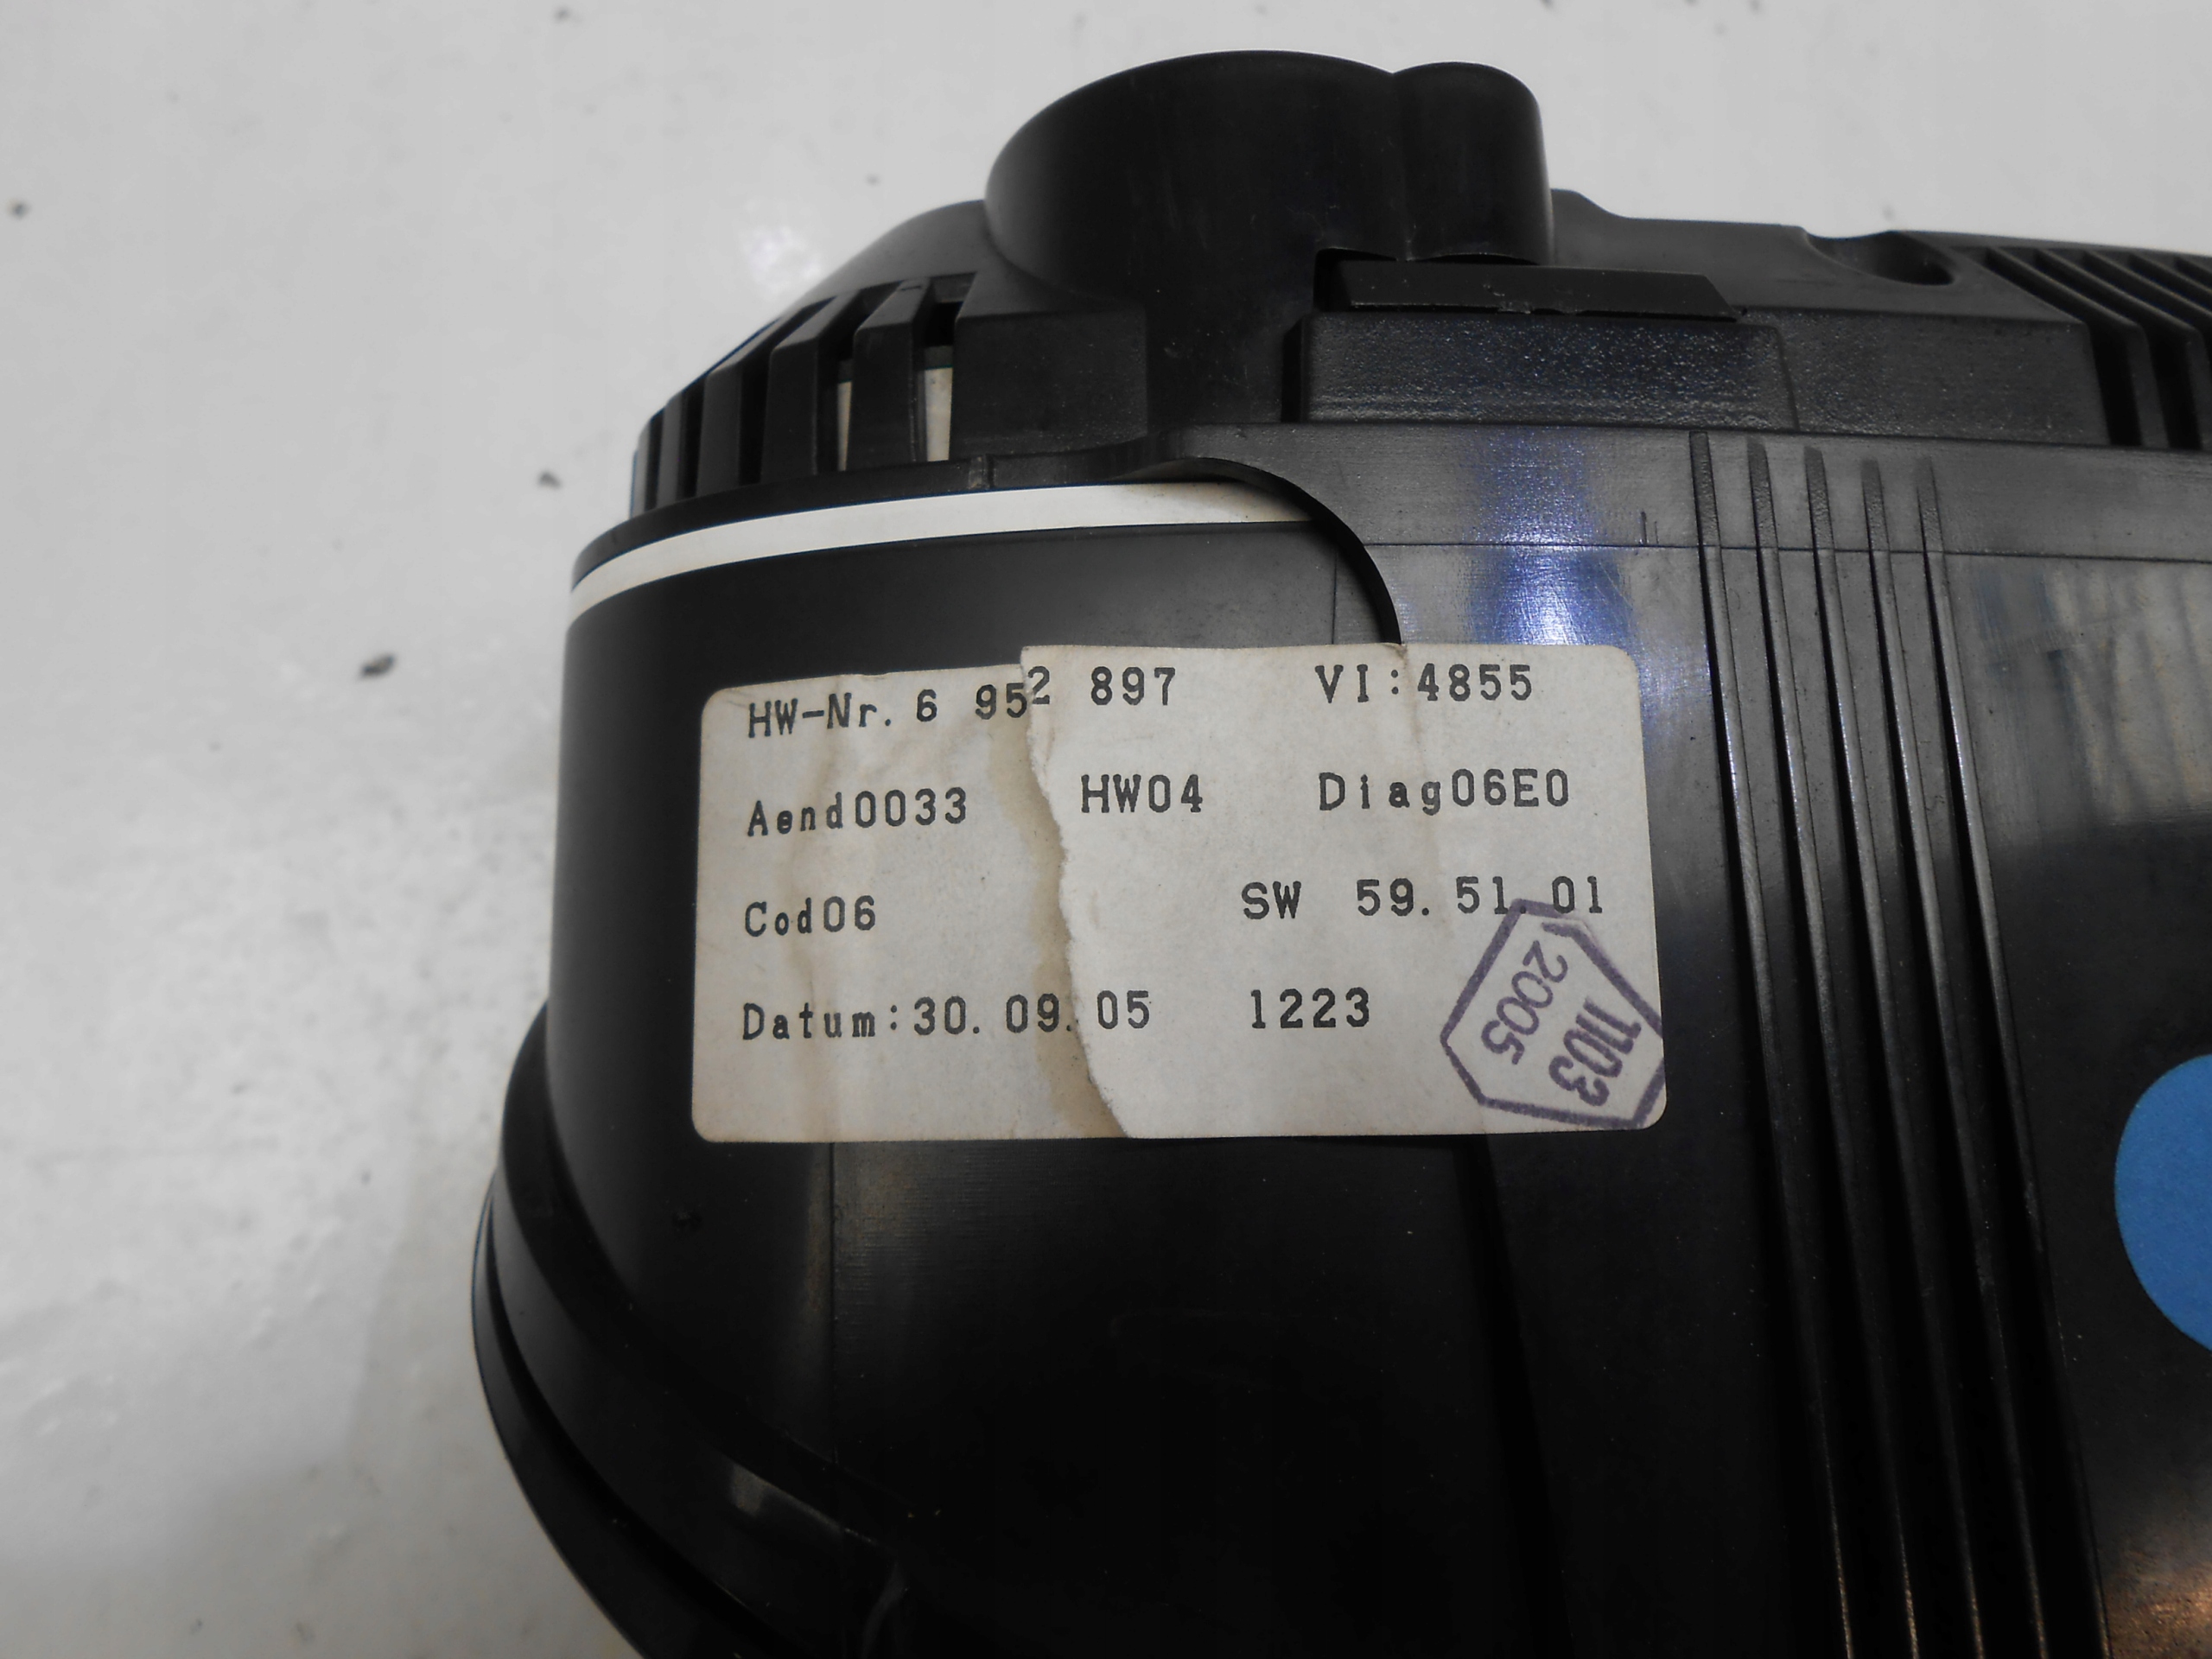 HW-Nr. 6 952 897 VI:4855
Aend0033 HW04 Diag06E0
Cod06 SW 59.51.01
Datum:30.09.05 1223
1103
2005